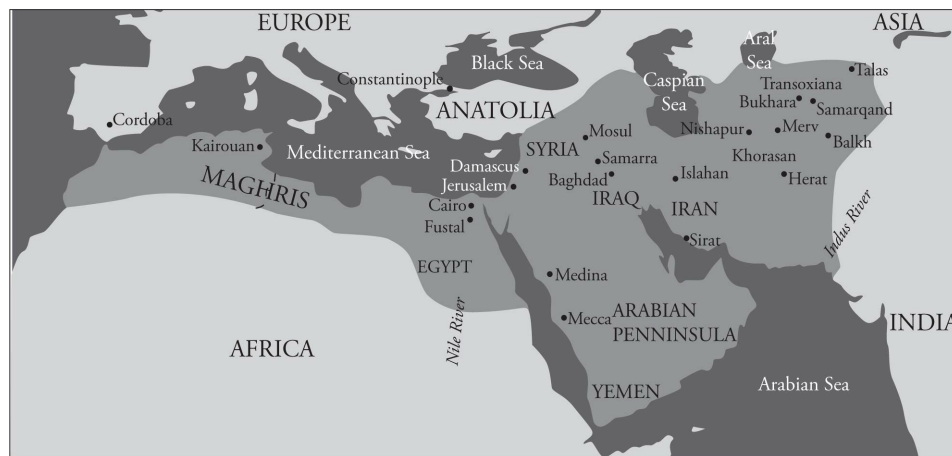 EUROPE
ASIA
Black Sea
Aral
Sea
Constantinople
Caspian
Sea
Talas
Transoxiana
ANATOLIA
Bukhara
Samarqand
Cordoba
Mosul
Nishapur
Merv
Balkh
Kairouan
Mediterranean Sea
SYRIA
Damascus
Samarra
Khorasan
Jerusalem
Baghdad
Islahan
Herat
MAGHRIS
IRAQ
IRAN
Cairo
Fustal
Sirat
Indus River
EGYPT
Medina
Nile River
Mecca
ARABIAN
PENNINSULA
INDIA
AFRICA
YEMEN
Arabian Sea